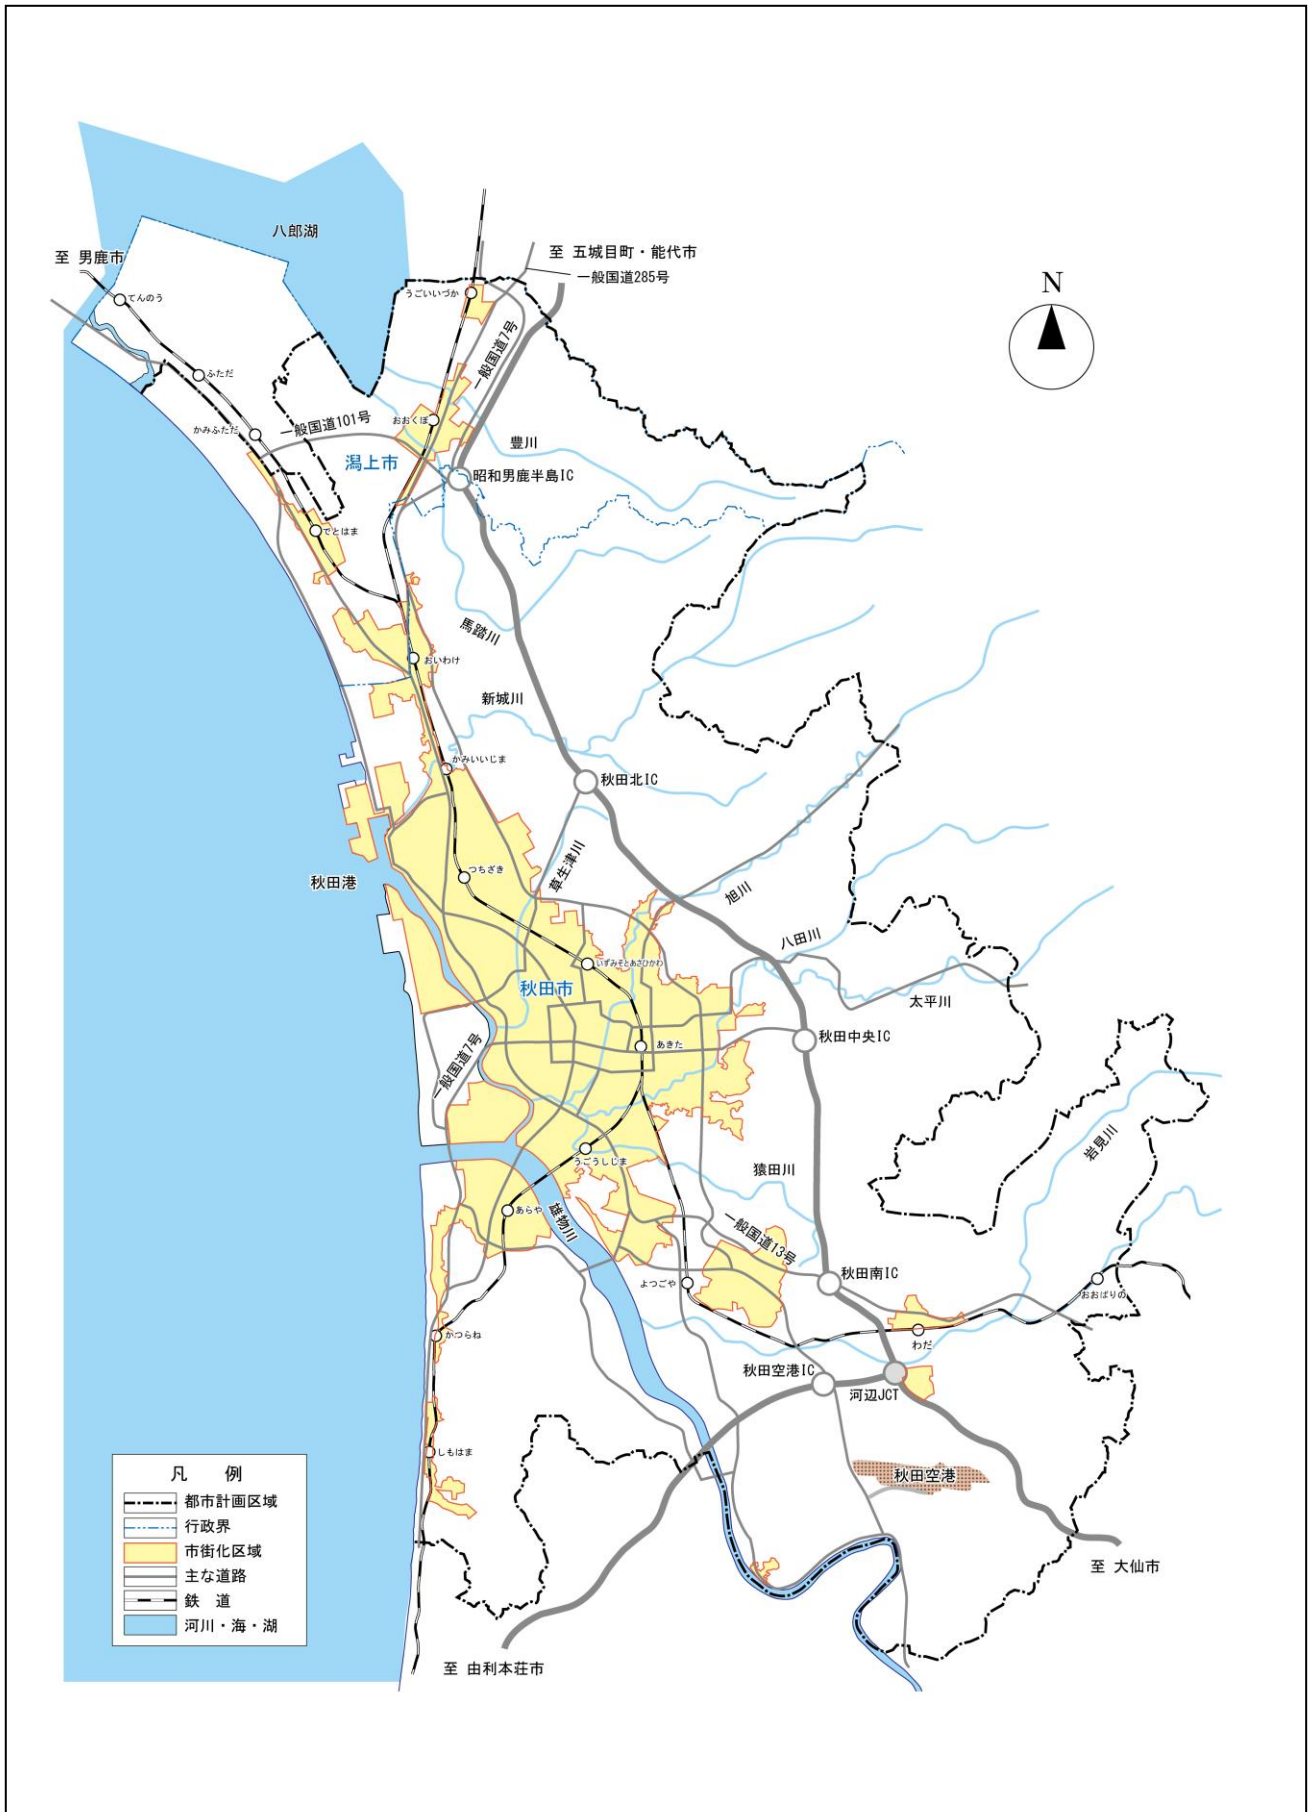 八郎湖
至 男鹿市
至 五城目町・能代市
一般国道285号
N
てんのう
うごいいづか
一般国道7号
ふただ
かみふただ
一般国道101号
おおくぼ
豊川
潟上市
昭和男鹿半島IC
でとはま
馬踏川
おいわけ
新城川
かみいいじま
秋田北IC
つちざき
草生津川
秋田港
旭川
八田川
いずみそとあさひかわ
秋田市
太平川
一般国道7号
あきた
秋田中央IC
岩見川
うごうしじま
猿田川
あらや
雄物川
一般国道13号
よつごや
秋田南IC
おおばりの
かつらね
わだ
秋田空港IC
河辺JCT
しもはま
秋田空港
凡 例
都市計画区域
行政界
市街化区域
主な道路
鉄 道
河川・海・湖
至 大仙市
至 由利本荘市